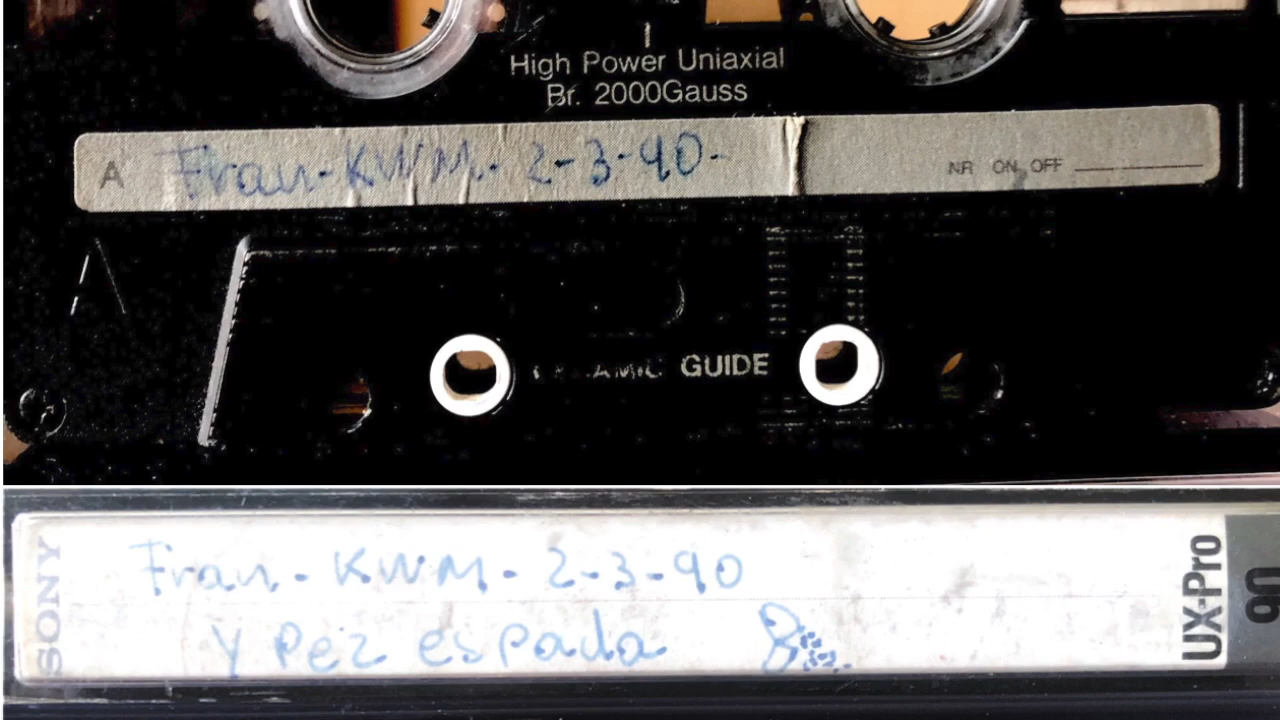 High Power Uniaxial
Br. 2000Gauss
A Fran-KWM-2-3-90-
NR ON OFF
A
CERAMIC GUIDE
SONY
Fran-KWM-2-3-90
y pez espada
UX-Pro
90